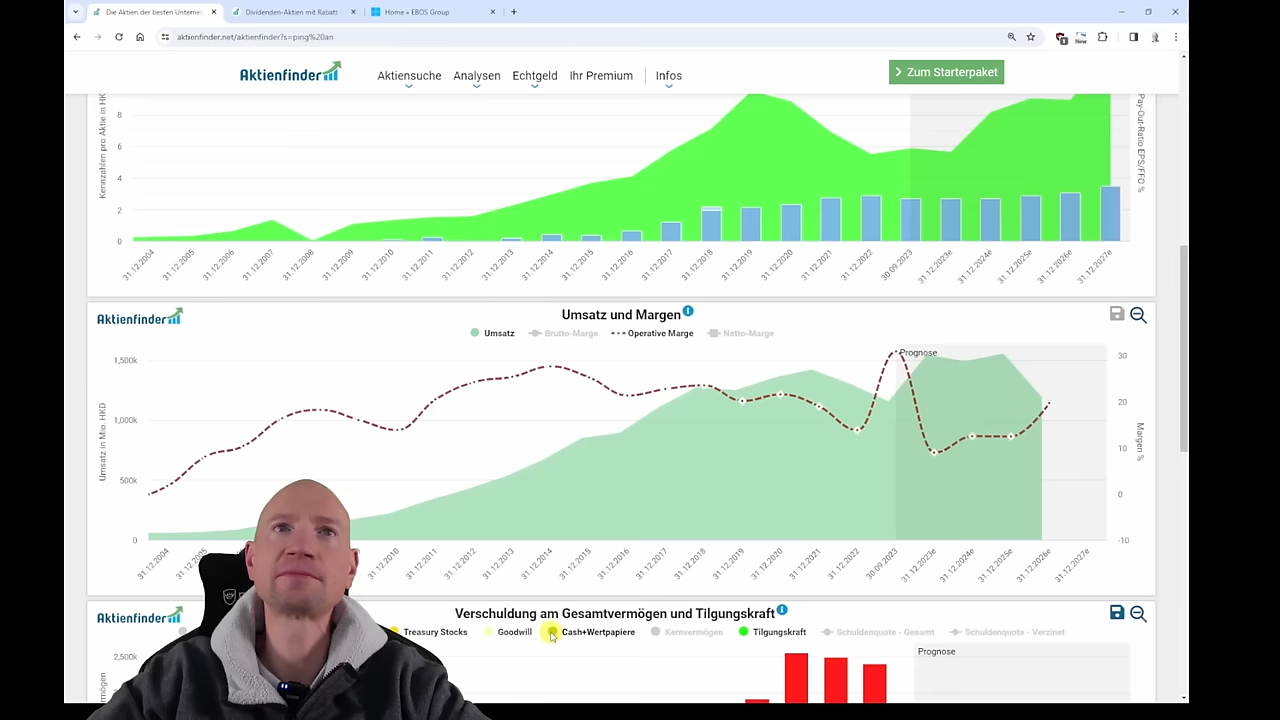 Die Aktien der besten Unterne
Dividenden-Aktien mit Rabatt
Home » EBOS Group
aktienfinder.net/aktienfinder?s=ping%20an
New
Aktienfinder
Aktiensuche
Analysen
Echtgeld
Ihr Premium
Infos
Zum Starterpaket
Kennzahlen pro Aktie in HK
Pay-Out-Ratio EPS/FFO %
8
6
4
2
0
31.12.2004
31.12.2005
31.12.2006
31.12.2007
31.12.2008
31.12.2009
31.12.2010
31.12.2011
31.12.2012
31.12.2013
31.12.2014
31.12.2015
31.12.2016
31.12.2017
31.12.2018
31.12.2019
31.12.2020
31.12.2021
31.12.2022
30.09.2023
31.12.2023e
31.12.2024e
31.12.2025e
31.12.2026e
31.12.2027e
Aktienfinder
Umsatz und Margen
Umsatz
Brutto-Marge
Operative Marge
Netto-Marge
Prognose
Umsatz in Mio. HKD
Margen %
1,500k
1,000k
500k
0
30
20
10
0
-10
31.12.2004
31.12.2005
31.12.2010
31.12.2011
31.12.2012
31.12.2013
31.12.2014
31.12.2015
31.12.2016
31.12.2017
31.12.2018
31.12.2019
31.12.2020
31.12.2021
31.12.2022
30.09.2023
31.12.2023e
31.12.2024e
31.12.2025e
31.12.2026e
31.12.2027e
Aktienfinder
Verschuldung am Gesamtvermögen und Tilgungskraft
Treasury Stocks
Goodwill
Cash+Wertpapiere
Kernvermögen
Tilgungskraft
Schuldenquote - Gesamt
Schuldenquote - Verzinst
2,500k
Prognose